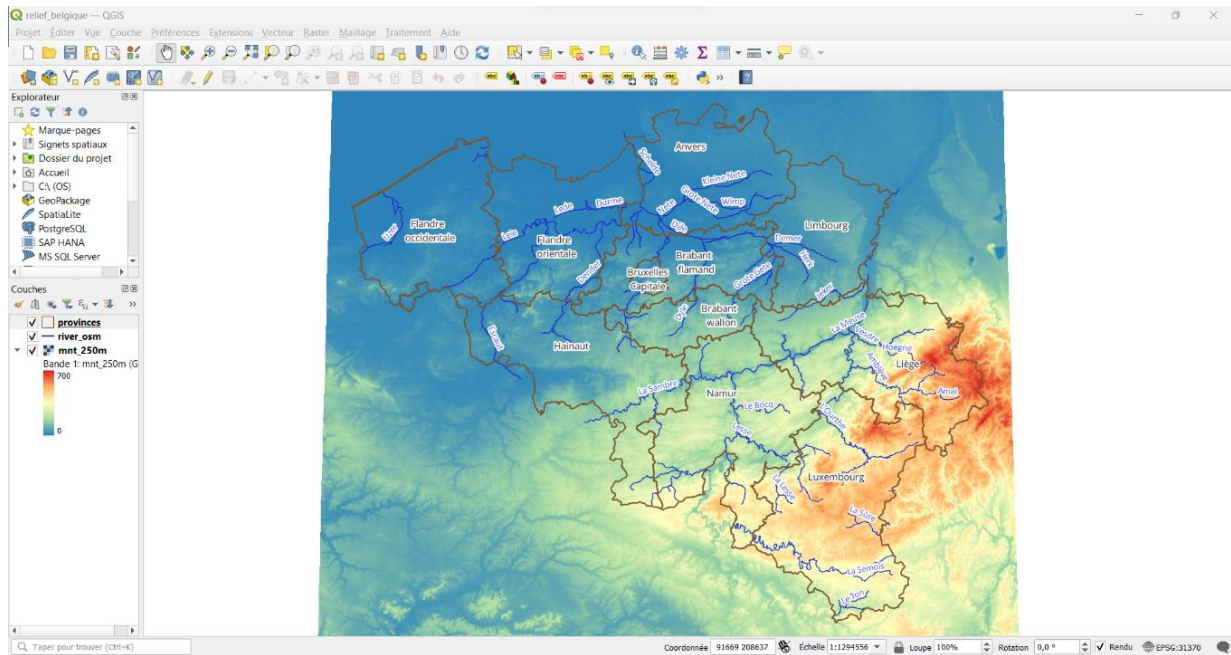 relief_belgique — QGIS
Projet Éditer Vue Couche Préférences Extensions Vecteur Raster Maillage Traitement Aide
Explorateur
Marque-pages
Signets spatiaux
Dossier du projet
Accueil
C:\ (OS)
GeoPackage
SpatiaLite
PostgreSQL
SAP HANA
MS SQL Server
Couches
provinces
river_osm
mnt_250m
Bande 1: mnt_250m (G
700
0
Anvers
Schelde
Kleine Nete
Grote Nete
Wimp
Nete
Leie
Durme
Flandre
occidentale
IJzer
Leie
Flandre
orientale
Dijle
Limbourg
Demer
Herk
Dender
Bruxelles
Capitale
Brabant
flamand
Grote Gete
Jeker
Escaut
Hainaut
Dyle
Brabant
wallon
La Meuse
Vesdre
Hoëgne
Liège
Amblève
Amel
La Sambre
Namur
Le Bocq
L'Ourthe
Lesse
Luxembourg
La Lesse
La Sûre
La Semois
Le Ton
Taper pour trouver (Ctrl+K)
Coordonnée 91669 208637 Échelle 1:1294556 Loupe 100% Rotation 0,0 ° Rendu EPSG:31370